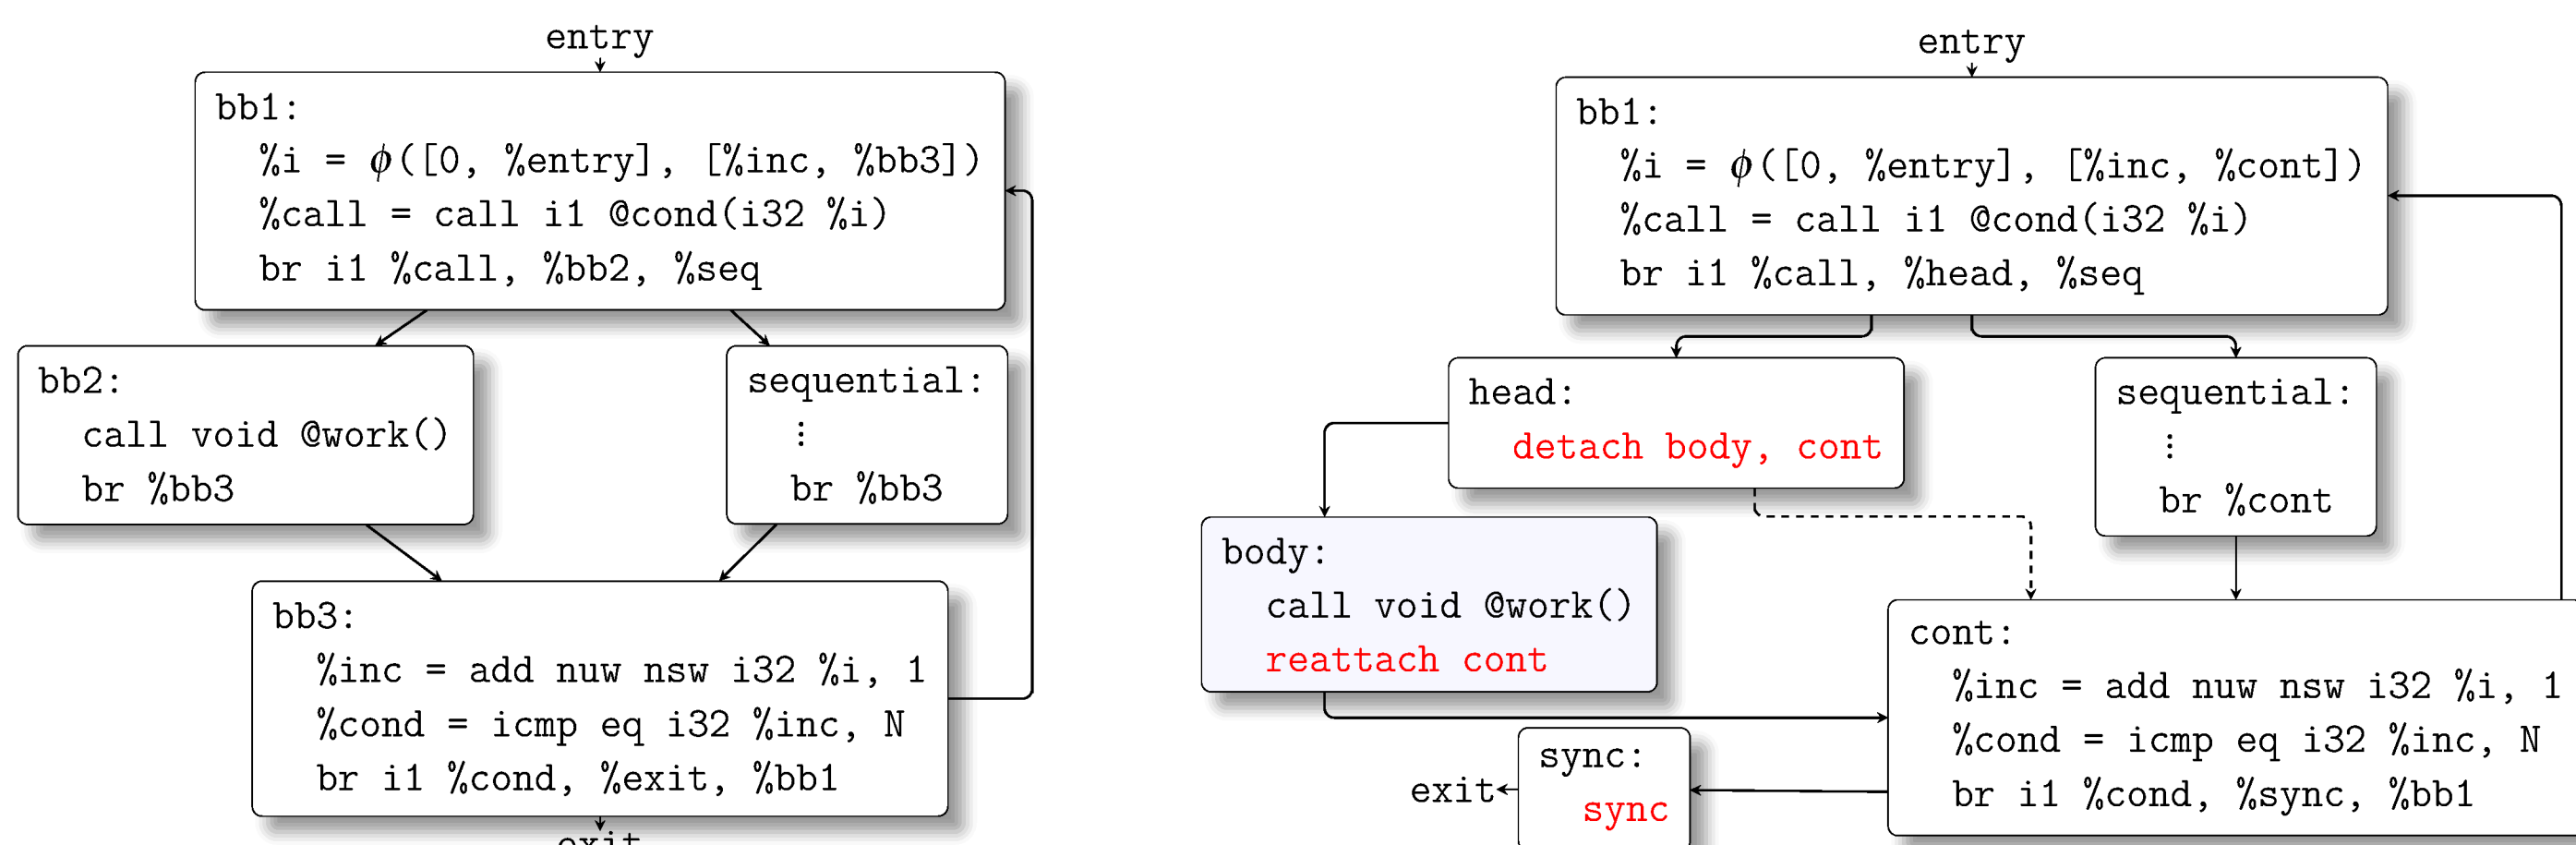 entry
bb1:
%i = ϕ([0, %entry], [%inc, %bb3])
%call = call i1 @cond(i32 %i)
br i1 %call, %bb2, %seq
bb2:
call void @work()
br %bb3
sequential:
⋮
br %bb3
bb3:
%inc = add nuw nsw i32 %i, 1
%cond = icmp eq i32 %inc, N
br i1 %cond, %exit, %bb1
exit
entry
bb1:
%i = ϕ([0, %entry], [%inc, %cont])
%call = call i1 @cond(i32 %i)
br i1 %call, %head, %seq
head:
detach body, cont
sequential:
⋮
br %cont
body:
call void @work()
reattach cont
cont:
%inc = add nuw nsw i32 %i, 1
%cond = icmp eq i32 %inc, N
br i1 %cond, %sync, %bb1
sync:
sync
exit